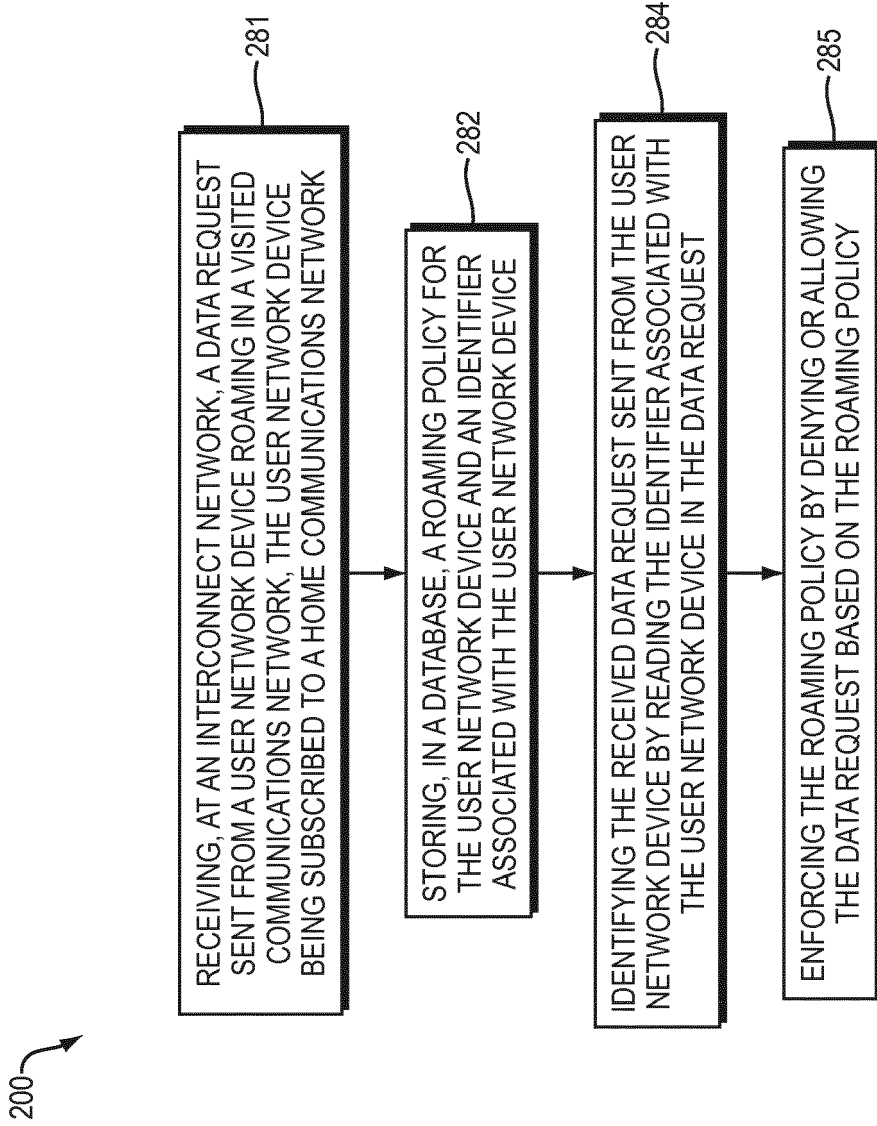 200
RECEIVING, AT AN INTERCONNECT NETWORK, A DATA REQUEST
SENT FROM A USER NETWORK DEVICE ROAMING IN A VISITED
COMMUNICATIONS NETWORK, THE USER NETWORK DEVICE
BEING SUBSCRIBED TO A HOME COMMUNICATIONS NETWORK
281
STORING, IN A DATABASE, A ROAMING POLICY FOR
THE USER NETWORK DEVICE AND AN IDENTIFIER
ASSOCIATED WITH THE USER NETWORK DEVICE
282
IDENTIFYING THE RECEIVED DATA REQUEST SENT FROM THE USER
NETWORK DEVICE BY READING THE IDENTIFIER ASSOCIATED WITH
THE USER NETWORK DEVICE IN THE DATA REQUEST
284
ENFORCING THE ROAMING POLICY BY DENYING OR ALLOWING
THE DATA REQUEST BASED ON THE ROAMING POLICY
285